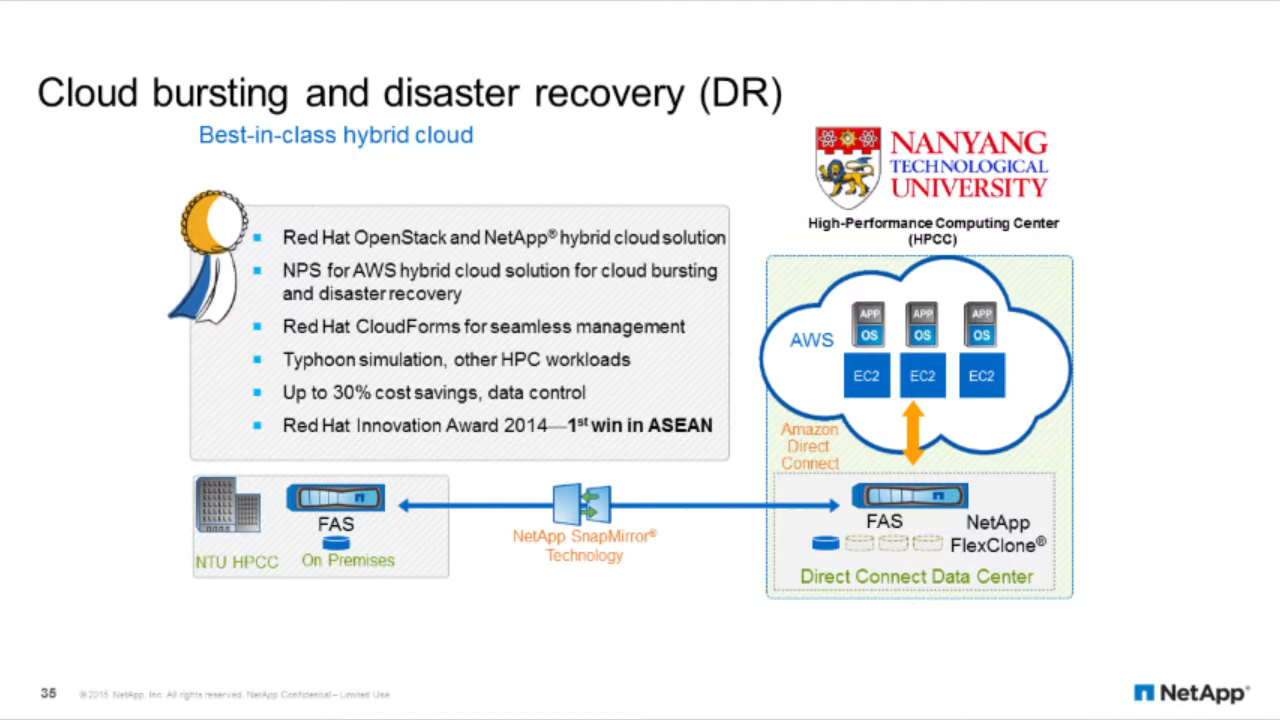 Cloud bursting and disaster recovery (DR)
Best-in-class hybrid cloud
NANYANG
TECHNOLOGICAL
UNIVERSITY
High-Performance Computing Center
(HPCC)
Red Hat OpenStack and NetApp® hybrid cloud solution
NPS for AWS hybrid cloud solution for cloud bursting
and disaster recovery
Red Hat CloudForms for seamless management
Typhoon simulation, other HPC workloads
Up to 30% cost savings, data control
Red Hat Innovation Award 2014—1st win in ASEAN
AWS
APP APP APP
OS OS OS
EC2 EC2 EC2
Amazon
Direct
Connect
FAS
NTU HPCC
On Premises
NetApp SnapMirror®
Technology
FAS
NetApp
FlexClone®
Direct Connect Data Center
35
© 2015 NetApp, Inc. All rights reserved. NetApp Confidential – Limited Use
NetApp®